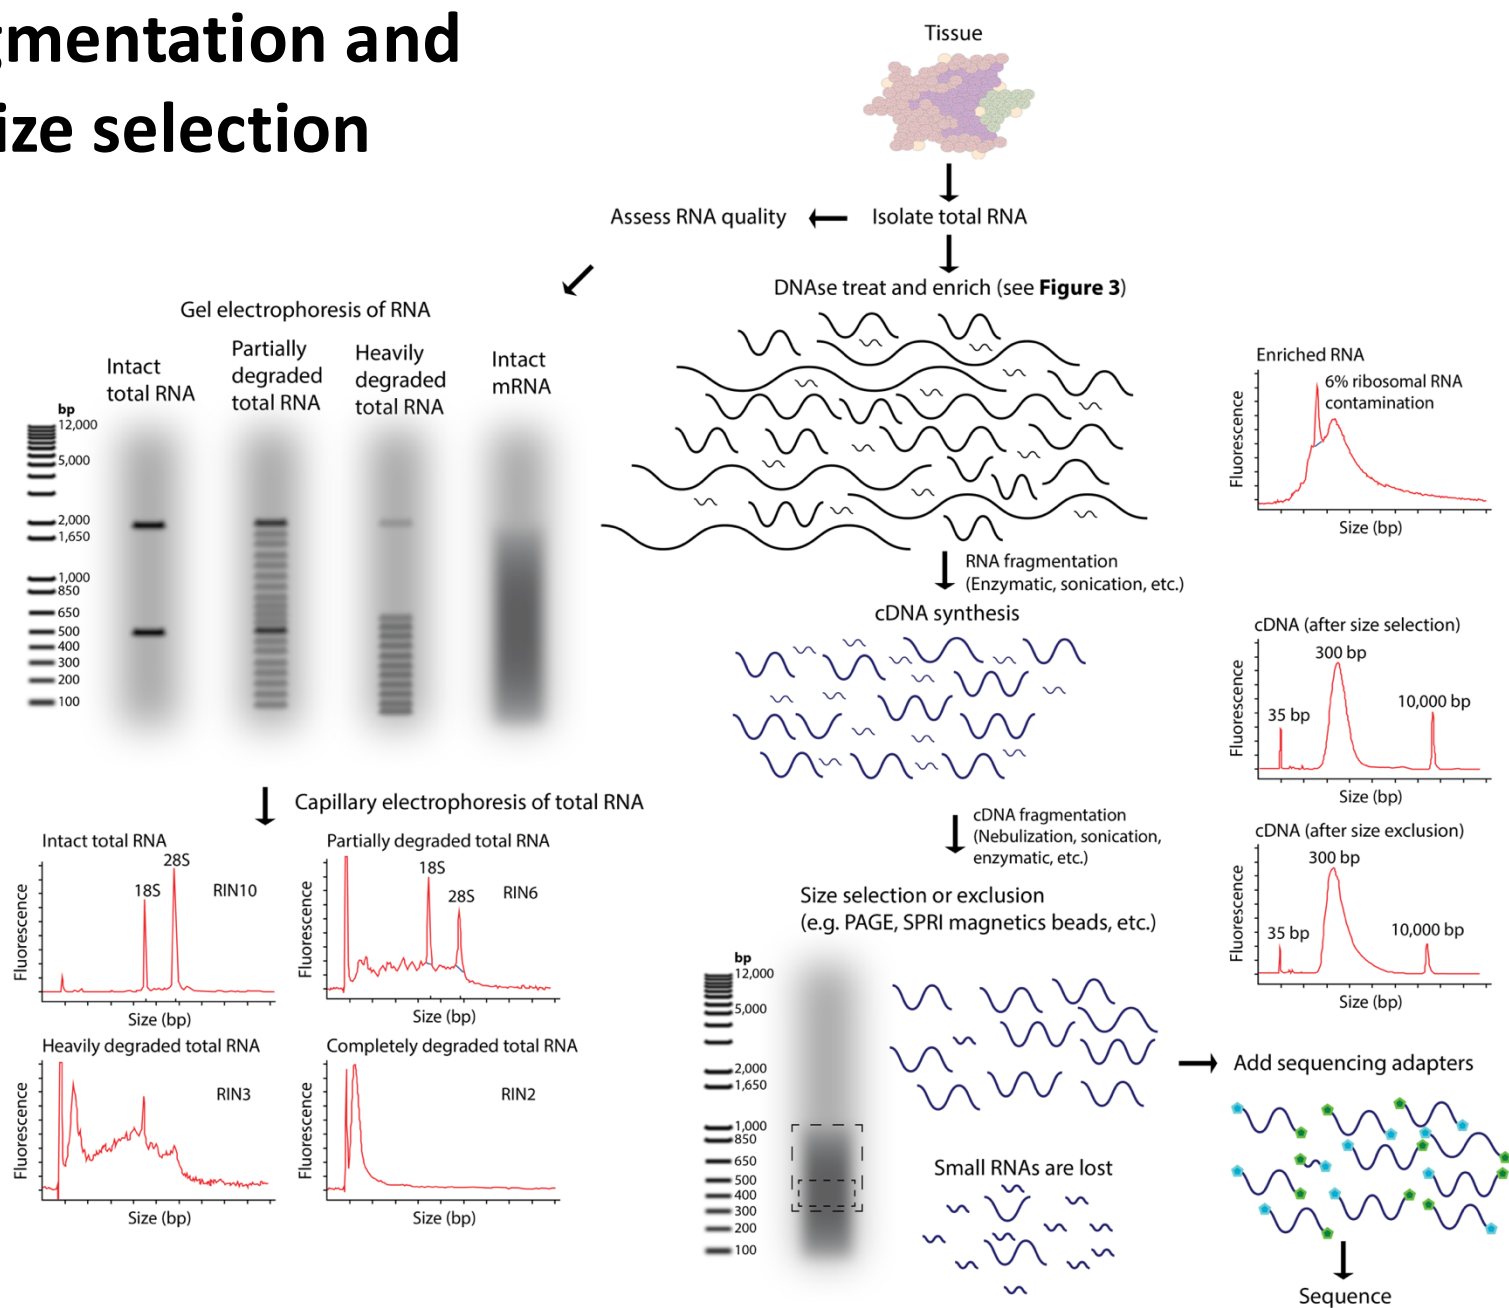 gmentation and
ize selection
Tissue
Assess RNA quality
Isolate total RNA
DNAse treat and enrich (see Figure 3)
Gel electrophoresis of RNA
Intact
total RNA
Partially
degraded
total RNA
Heavily
degraded
total RNA
Intact
mRNA
bp
12,000
5,000
2,000
1,650
1,000
850
650
500
400
300
200
100
Enriched RNA
6% ribosomal RNA
contamination
Fluorescence
Size (bp)
RNA fragmentation
(Enzymatic, sonication, etc.)
cDNA synthesis
cDNA (after size selection)
300 bp
35 bp
10,000 bp
Fluorescence
Size (bp)
cDNA fragmentation
(Nebulization, sonication,
enzymatic, etc.)
cDNA (after size exclusion)
300 bp
35 bp
10,000 bp
Fluorescence
Size (bp)
Capillary electrophoresis of total RNA
Intact total RNA
28S
18S
RIN10
Fluorescence
Size (bp)
Partially degraded total RNA
18S
28S
RIN6
Fluorescence
Size (bp)
Heavily degraded total RNA
RIN3
Fluorescence
Size (bp)
Completely degraded total RNA
RIN2
Fluorescence
Size (bp)
Size selection or exclusion
(e.g. PAGE, SPRI magnetics beads, etc.)
bp
12,000
5,000
2,000
1,650
1,000
850
650
500
400
300
200
100
Small RNAs are lost
Add sequencing adapters
Sequence